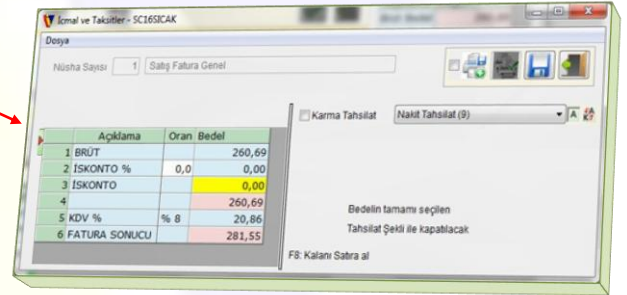 İcmal ve Taksitler - SC16SICAK
Dosya
Nüsha Sayısı 1 Satış Fatura Genel
Karma Tahsilat Nakit Tahsilat (9)
Açıklama Oran Bedel
1 BRÜT 260,69
2 İSKONTO % 0,0 0,00
3 İSKONTO 0,00
4 260,69
5 KDV % % 8 20,86
6 FATURA SONUCU 281,55
Bedelin tamamı seçilen
Tahsilat Şekli ile kapatılacak
F8: Kalanı Satıra al